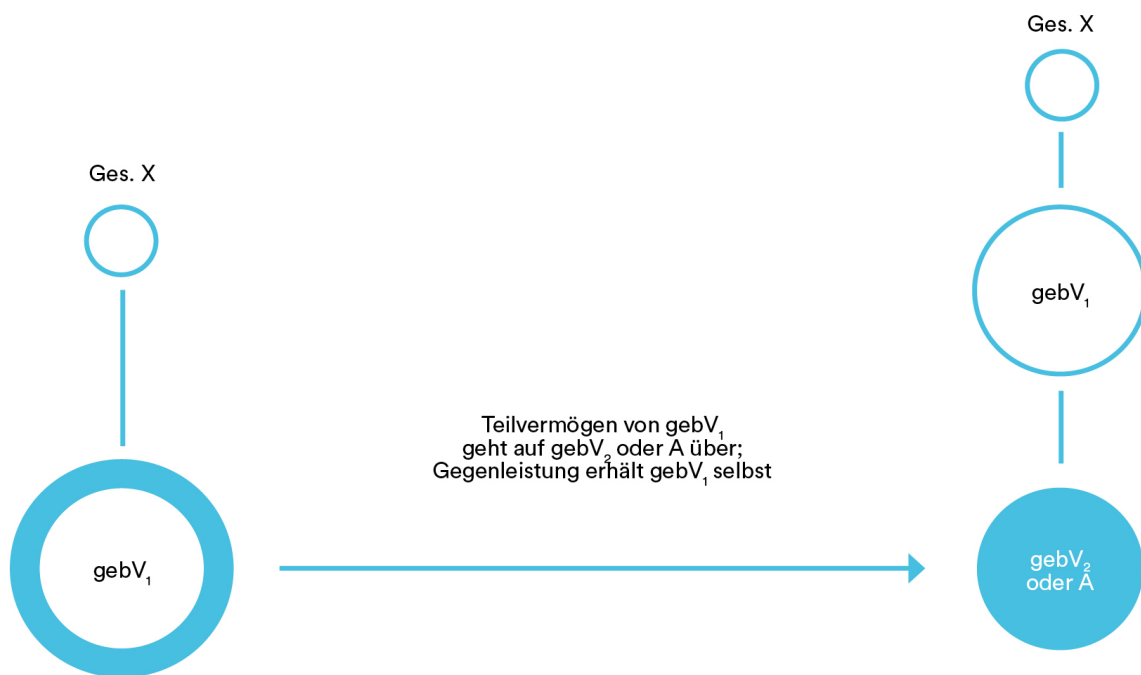 Ges. X
gebV₁
Teilvermögen von gebV₁
geht auf gebV₂ oder A über;
Gegenleistung erhält gebV₁ selbst
Ges. X
gebV₁
gebV₂
oder A